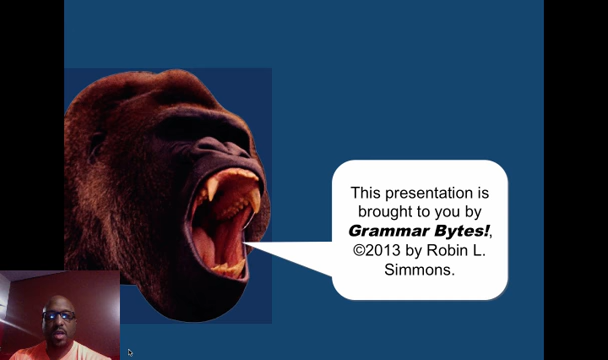 This presentation is
brought to you by
Grammar Bytes!,
©2013 by Robin L.
Simmons.